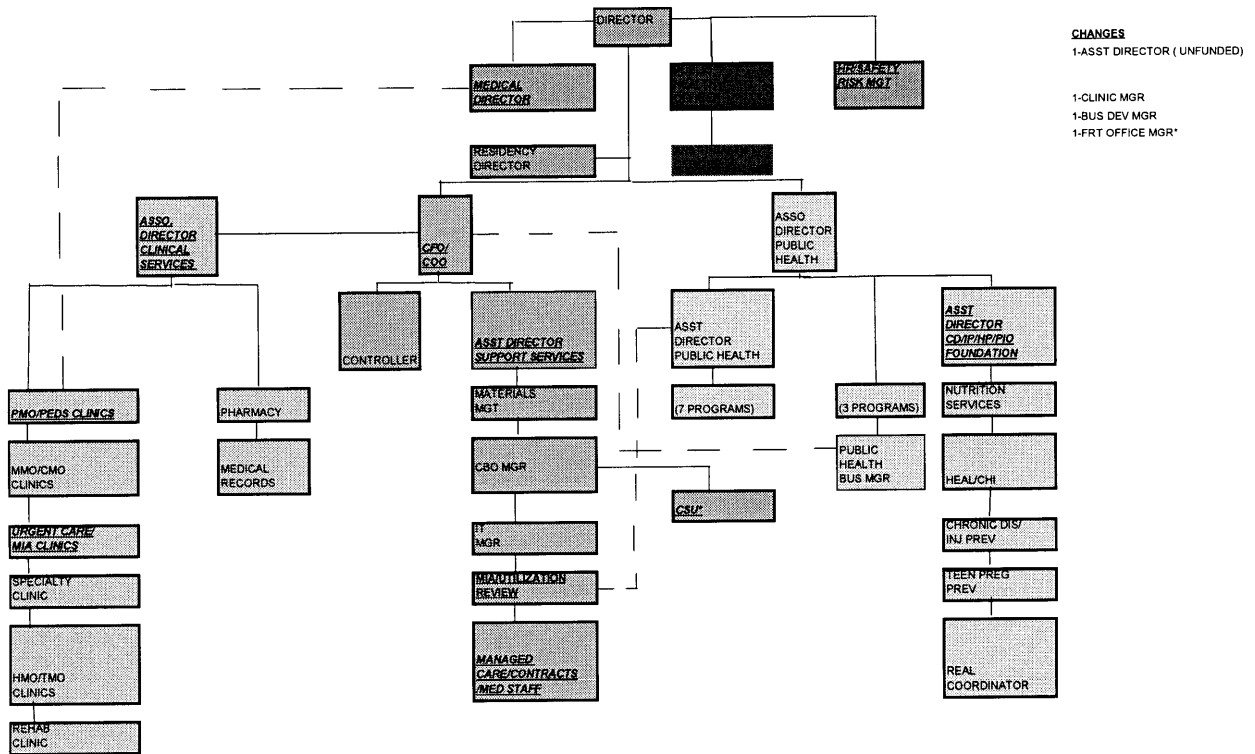 DIRECTOR
CHANGES
1-ASST DIRECTOR ( UNFUNDED)
1-CLINIC MGR
1-BUS DEV MGR
1-FRT OFFICE MGR*
MEDICAL
DIRECTOR
HR/SAFETY
RISK MGT
RESIDENCY
DIRECTOR
ASSO.
DIRECTOR
CLINICAL
SERVICES
CFO/
COO
ASSO
DIRECTOR
PUBLIC
HEALTH
CONTROLLER
ASST DIRECTOR
SUPPORT SERVICES
ASST
DIRECTOR
PUBLIC HEALTH
ASST
DIRECTOR
CD/IP/HP/PIO
FOUNDATION
PMO/PEDS CLINICS
PHARMACY
MATERIALS
MGT
(7 PROGRAMS)
(3 PROGRAMS)
NUTRITION
SERVICES
MMO/CMO
CLINICS
MEDICAL
RECORDS
CBO MGR
PUBLIC
HEALTH
BUS MGR
HEAL/CHI
CSU*
URGENT CARE/
MIA CLINICS
IT
MGR
CHRONIC DIS/
INJ PREV
SPECIALTY
CLINIC
MIA/UTILIZATION
REVIEW
TEEN PREG
PREV
HMO/TMO
CLINICS
MANAGED
CARE/CONTRACTS
/MED STAFF
REAL
COORDINATOR
REHAB
CLINIC